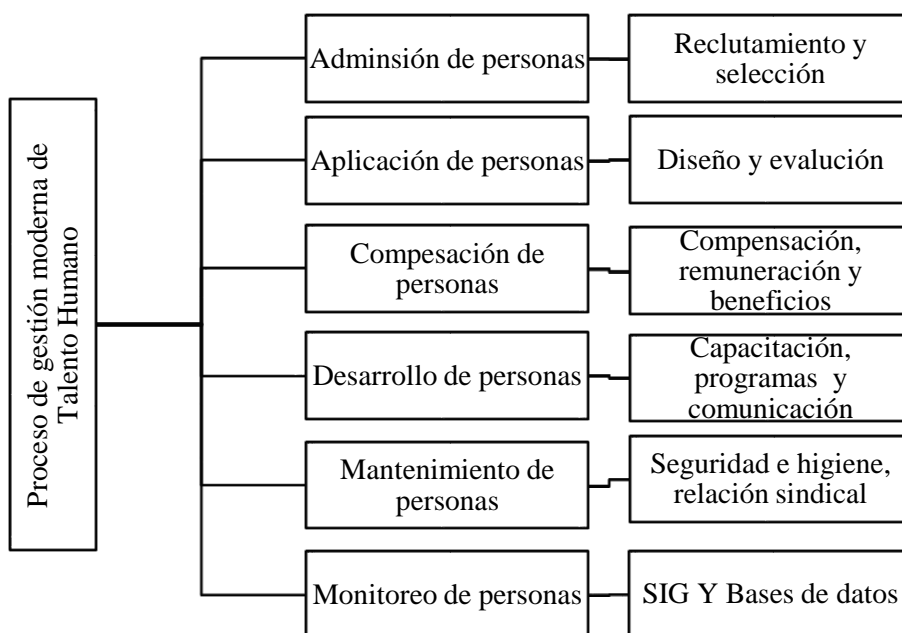 Proceso de gestión moderna de
Talento Humano
Adminsión de personas
Reclutamiento y
selección
Aplicación de personas
Diseño y evalución
Compesación de
personas
Compensación,
remuneración y
beneficios
Desarrollo de personas
Capacitación,
programas y
comunicación
Mantenimiento de
personas
Seguridad e higiene,
relación sindical
Monitoreo de personas
SIG Y Bases de datos